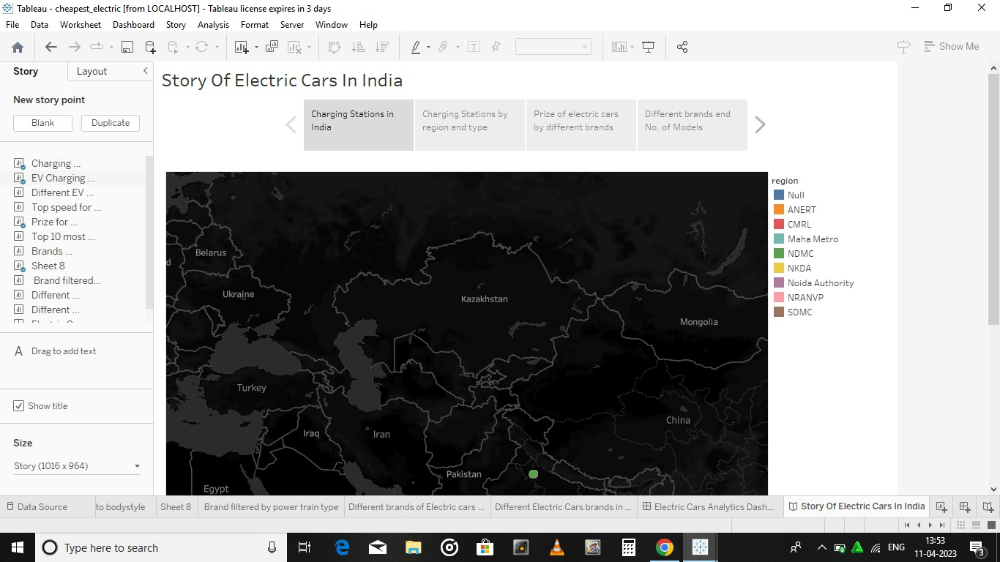 Tableau - cheapest_electric [from LOCALHOST] - Tableau license expires in 3 days
File Data Worksheet Dashboard Story Analysis Format Server Window Help
Show Me
Story Layout
New story point
Blank Duplicate
Charging ...
EV Charging ...
Different EV ...
Top speed for ...
Prize for ...
Top 10 most ...
Brands ...
Sheet 8
Brand filtered...
Different ...
Different ...
A Drag to add text
Show title
Size
Story (1016 x 964)
Story Of Electric Cars In India
Charging Stations in
India
Charging Stations by
region and type
Prize of electric cars
by different brands
Different brands and
No. of Models
Belarus
d
Ukraine
Kazakhstan
Mongolia
Turkey
China
Iraq
Iran
Pakistan
Egypt
region
Null
ANERT
CMRL
Maha Metro
NDMC
NKDA
Noida Authority
NRANVP
SDMC
Data Source to bodystyle Sheet 8 Brand filtered by power train type Different brands of Electric cars ... Different Electric Cars brands in ... Electric Cars Analytics Dash... Story Of Electric Cars In India
Type here to search
ENG
13:53
11-04-2023
3